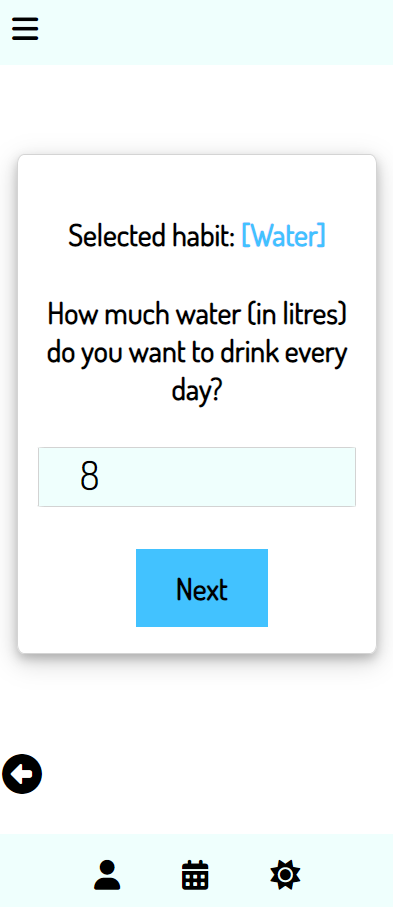 Selected habit: [Water]
How much water (in litres)
do you want to drink every
day?
8
Next